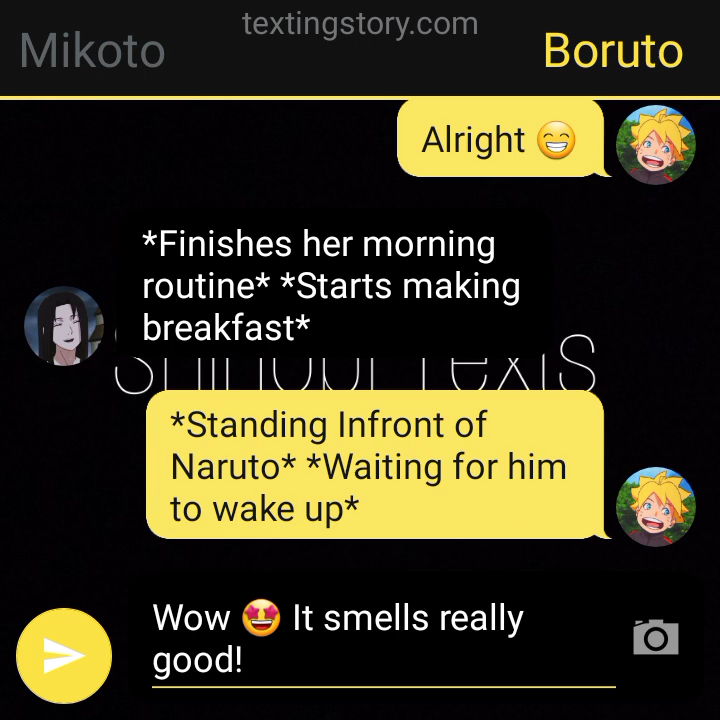 textingstory.com
Mikoto
Boruto
Alright 😁
*Finishes her morning
routine* *Starts making
breakfast*
Texts
*Standing Infront of
Naruto* *Waiting for him
to wake up*
Wow 🤩 It smells really
good!